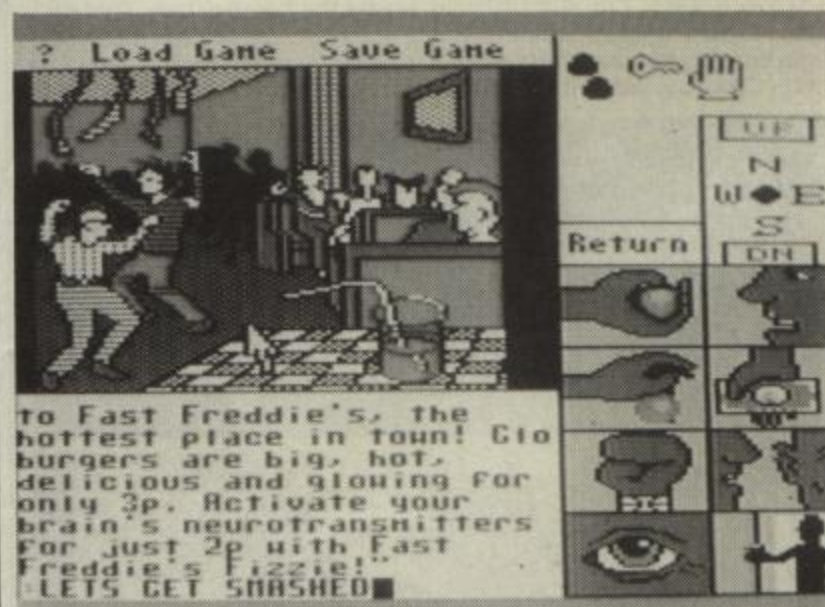 ? Load Game Save Game
UP
N
W E
S
Return
DN
to Fast Freddie's, the
hottest place in town! Glo
burgers are big, hot,
delicious and glowing for
only 3p. Activate your
brain's neurotransmitters
for just 2p with Fast
Freddie's Fizzie!"
LETS GET SMASHED